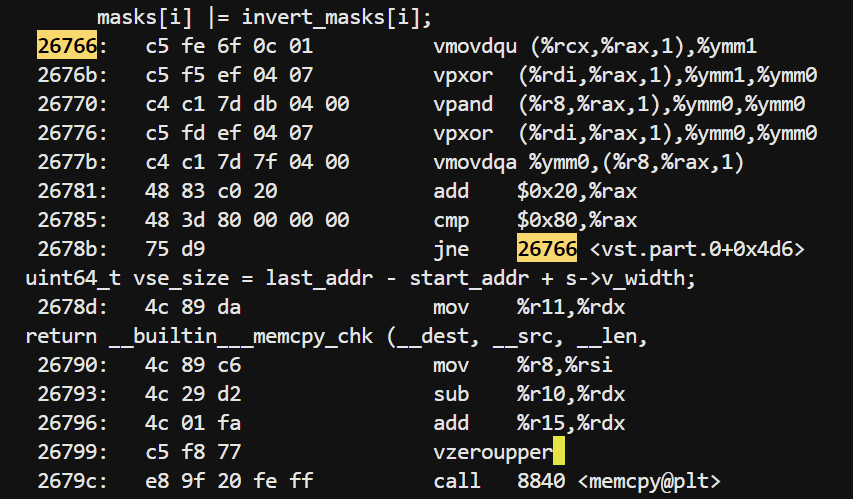 masks[i] |= invert_masks[i];
26766: c5 fe 6f 0c 01 vmovdqu (%rcx,%rax,1),%ymm1
2676b: c5 f5 ef 04 07 vpxor (%rdi,%rax,1),%ymm1,%ymm0
26770: c4 c1 7d db 04 00 vpand (%r8,%rax,1),%ymm0,%ymm0
26776: c5 fd ef 04 07 vpxor (%rdi,%rax,1),%ymm0,%ymm0
2677b: c4 c1 7d 7f 04 00 vmovdqa %ymm0,(%r8,%rax,1)
26781: 48 83 c0 20 add $0x20,%rax
26785: 48 3d 80 00 00 00 cmp $0x80,%rax
2678b: 75 d9 jne 26766 <vst.part.0+0x4d6>
uint64_t vse_size = last_addr - start_addr + s->v_width;
2678d: 4c 89 da mov %r11,%rdx
return __builtin___memcpy_chk (__dest, __src, __len,
26790: 4c 89 c6 mov %r8,%rsi
26793: 4c 29 d2 sub %r10,%rdx
26796: 4c 01 fa add %r15,%rdx
26799: c5 f8 77 vzeroupper
2679c: e8 9f 20 fe ff call 8840 <memcpy@plt>